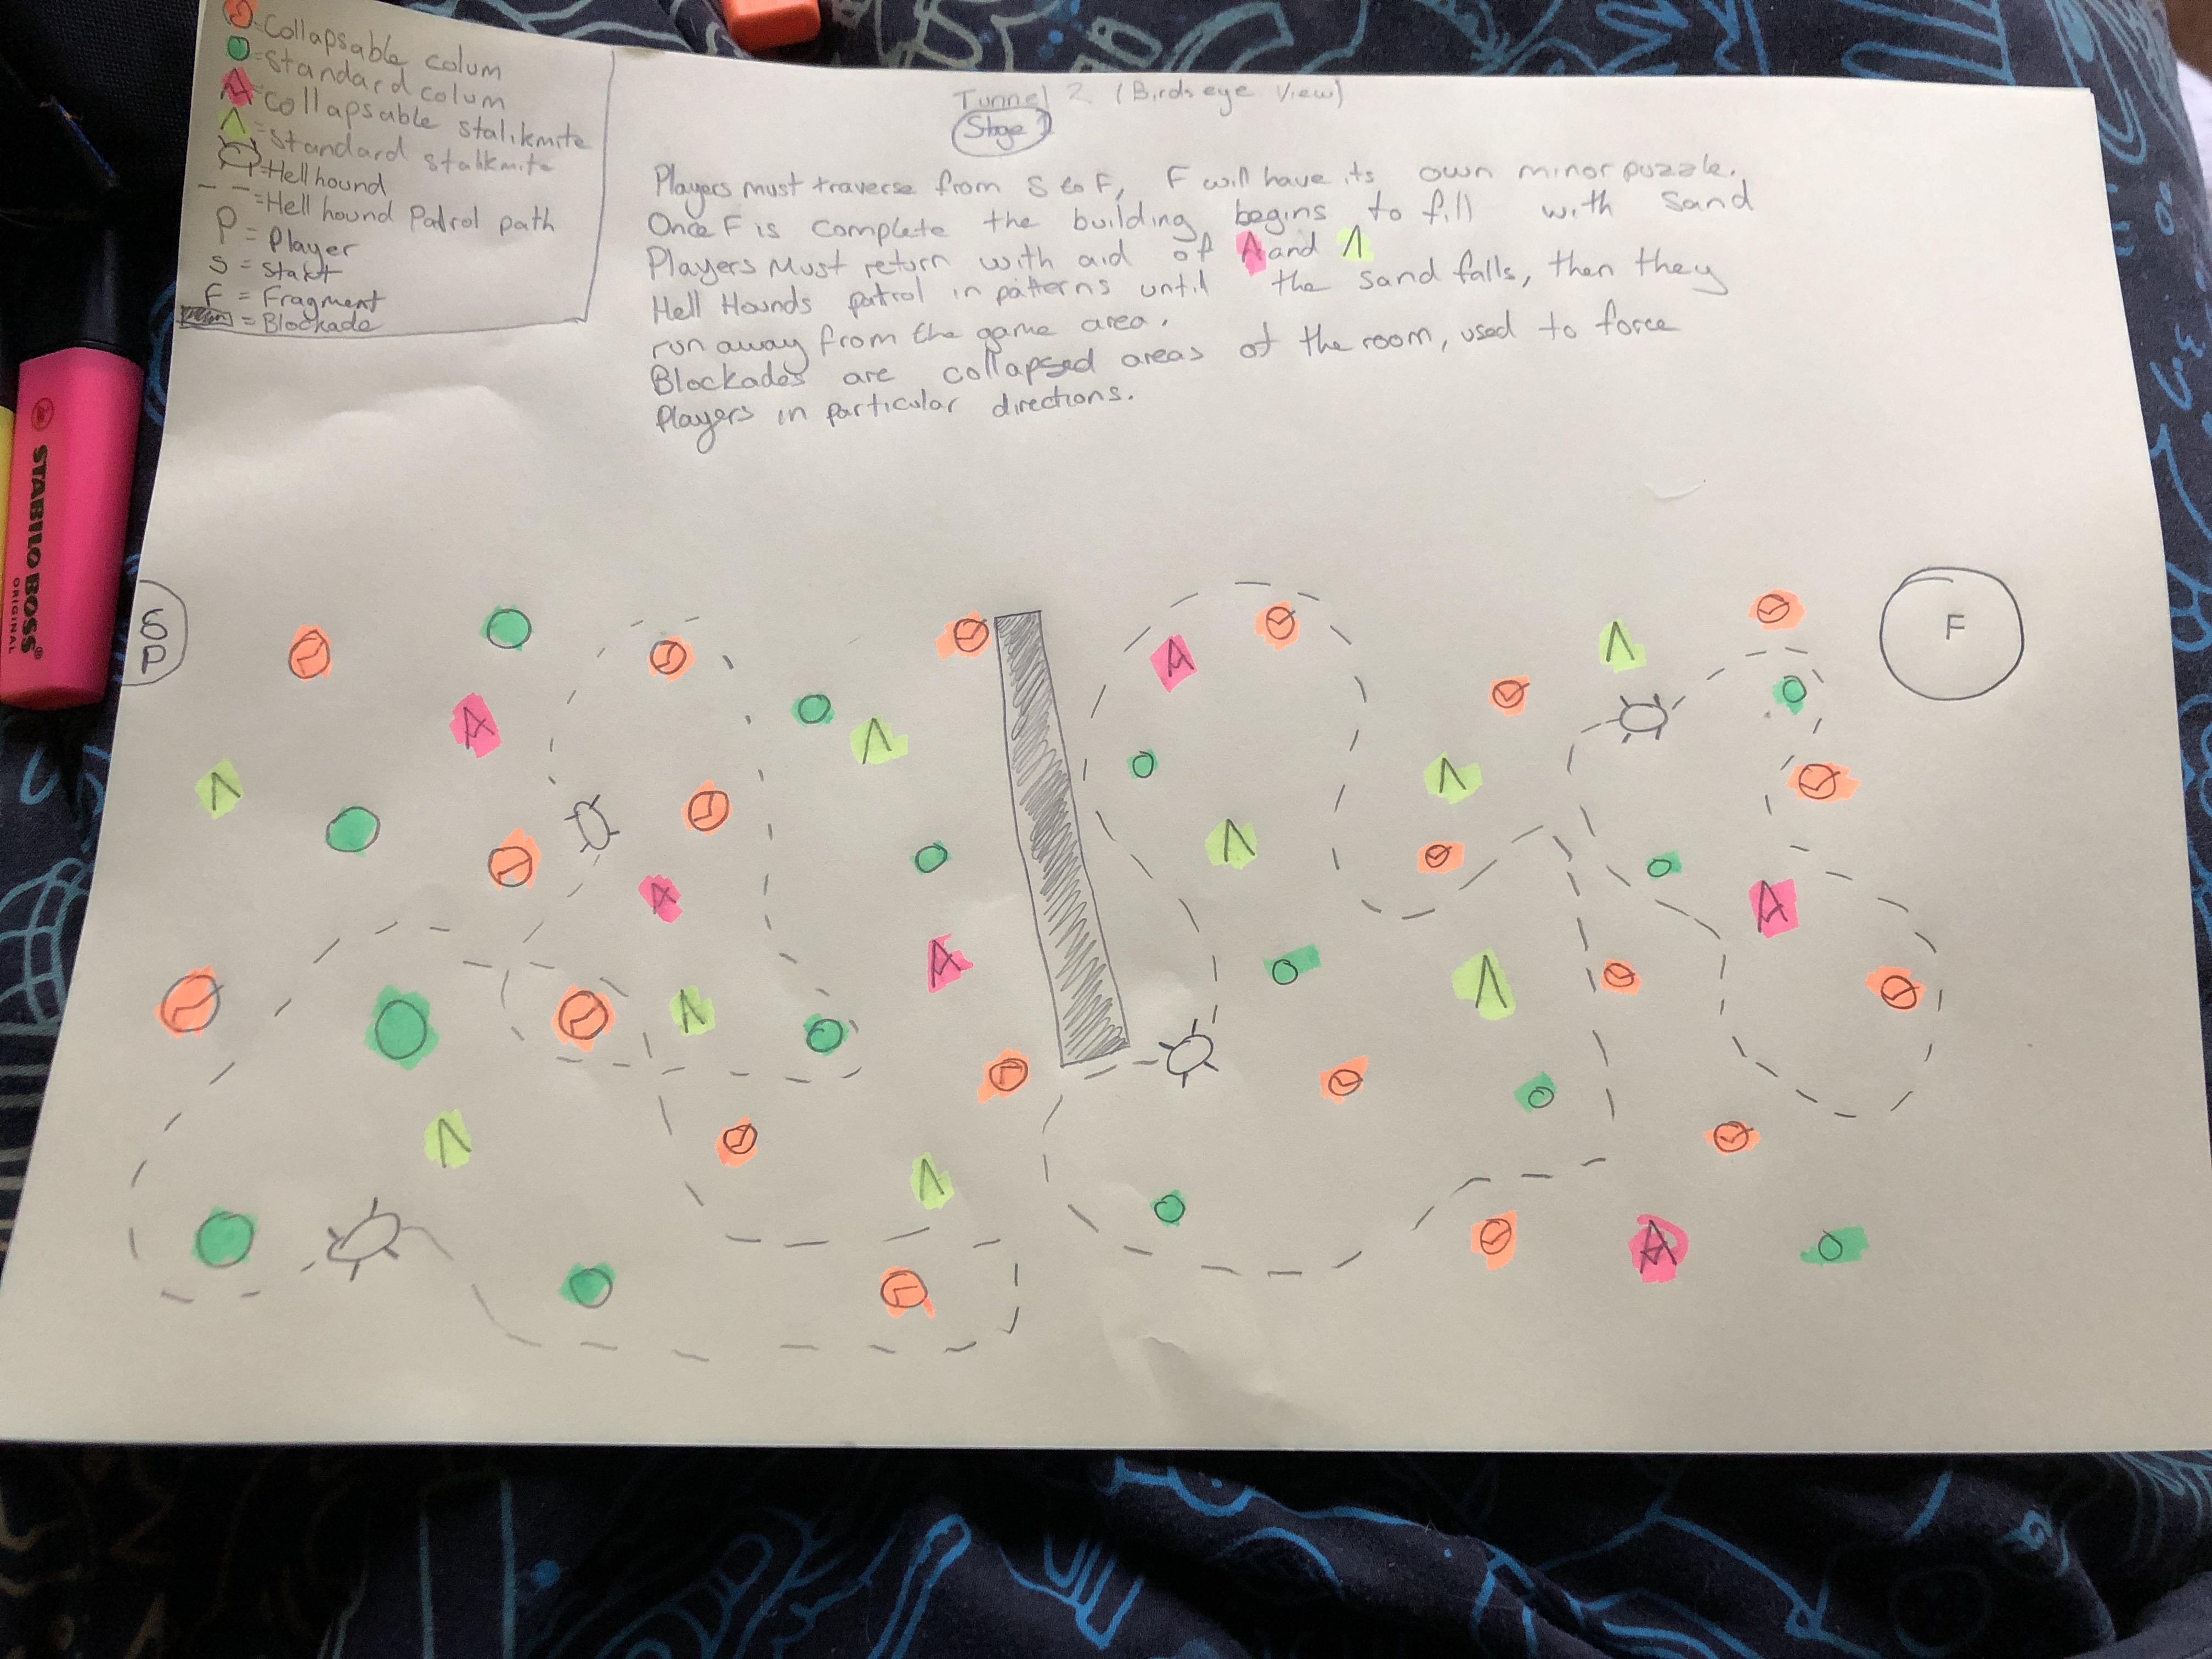 Tunnel 2 (Birds eye view)
Stage 1
= Collapsable colum
= Standard colum
= Collapsable stalikmite
= Standard stalikmite
= Hellhound
- - = Hell hound Patrol path
P = Player
S = Start
F = Fragment
= Blockade
Players must traverse from S to F, F will have its own minor puzzle.
Once F is complete the building begins to fill with sand
Players must return with aid of A and Λ
Hell Hounds patrol in patterns until the sand falls, then they
run away from the game area.
Blockades are collapsed areas of the room, used to force
Players in particular directions.
S
P
F
STABILO BOSS®
ORIGINAL